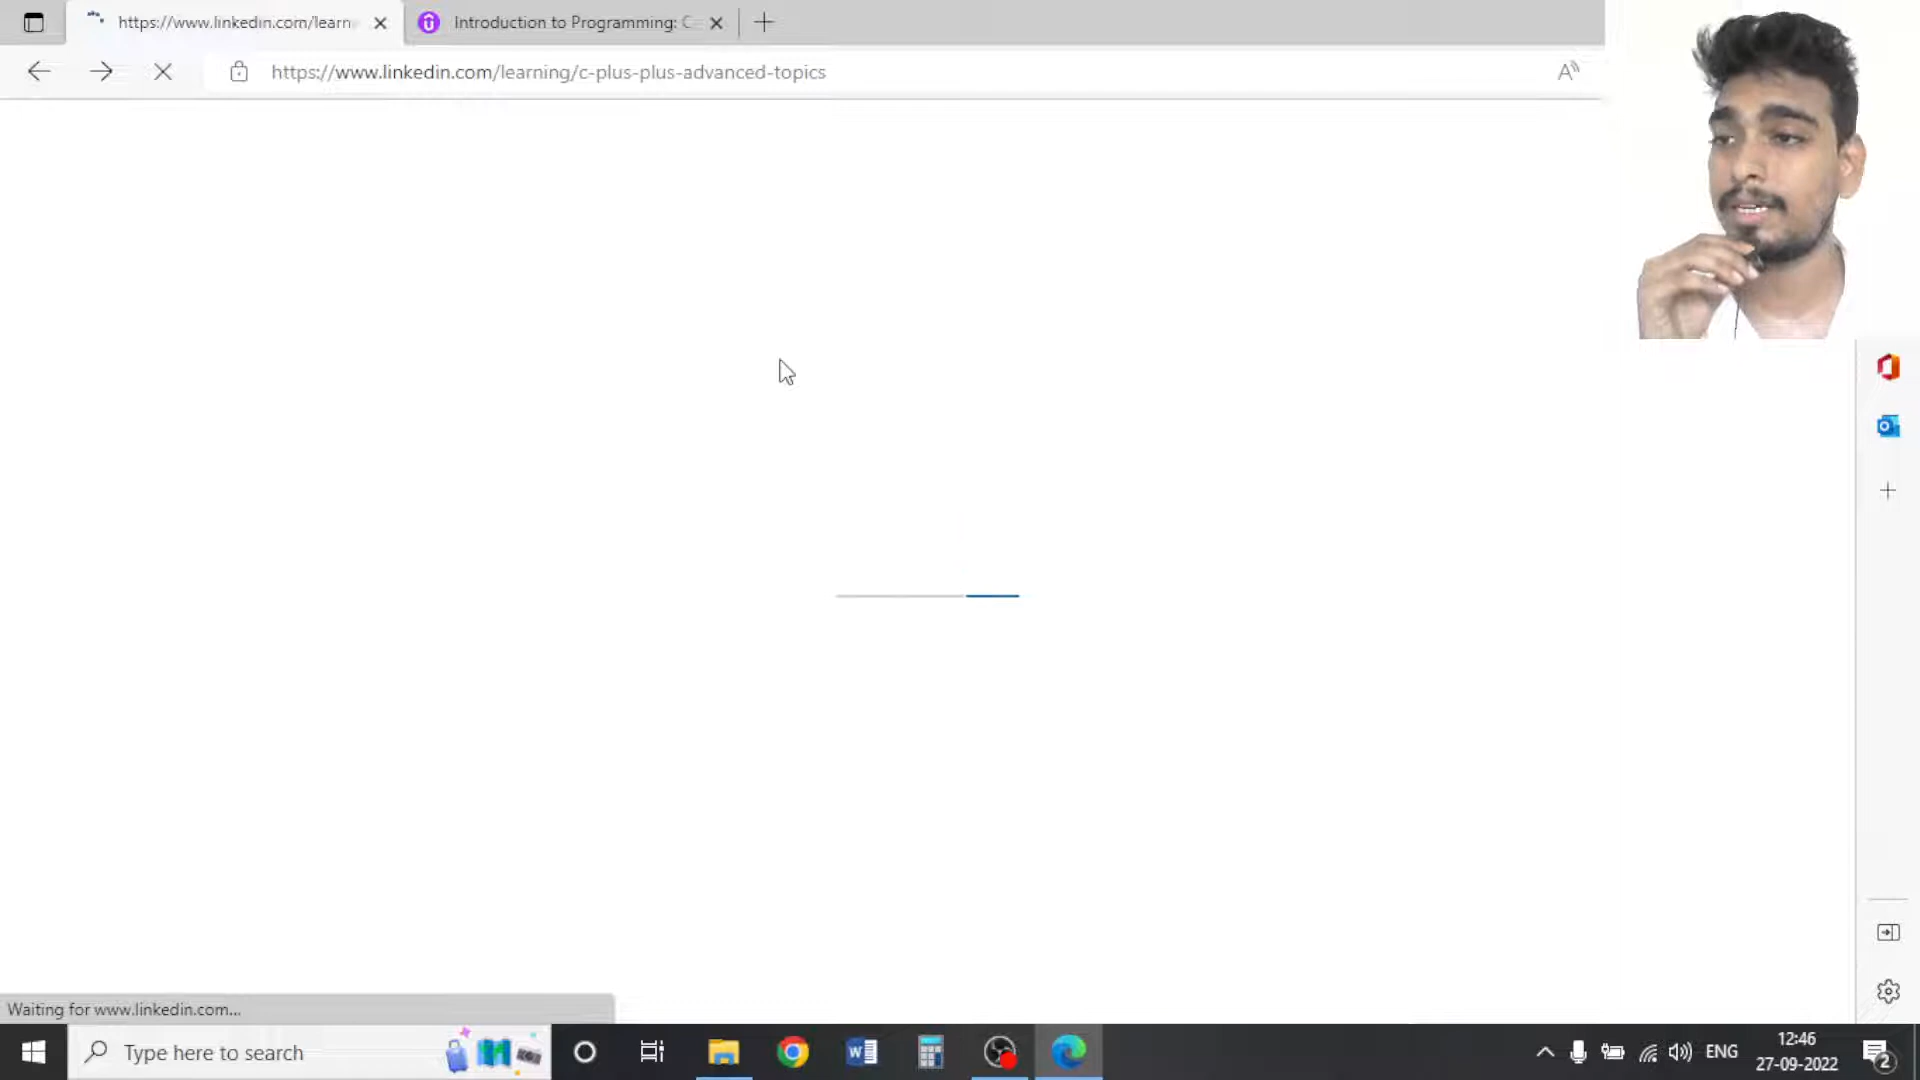 https://www.linkedin.com/learn
Introduction to Programming: C
https://www.linkedin.com/learning/c-plus-plus-advanced-topics
Waiting for www.linkedin.com...
Type here to search
ENG
12:46
27-09-2022
2